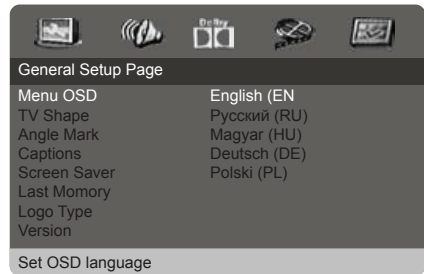 Dolby
General Setup Page
Menu OSD English (EN
TV Shape Русский (RU)
Angle Mark Magyar (HU)
Captions Deutsch (DE)
Screen Saver Polski (PL)
Last Momory
Logo Type
Version
Set OSD language